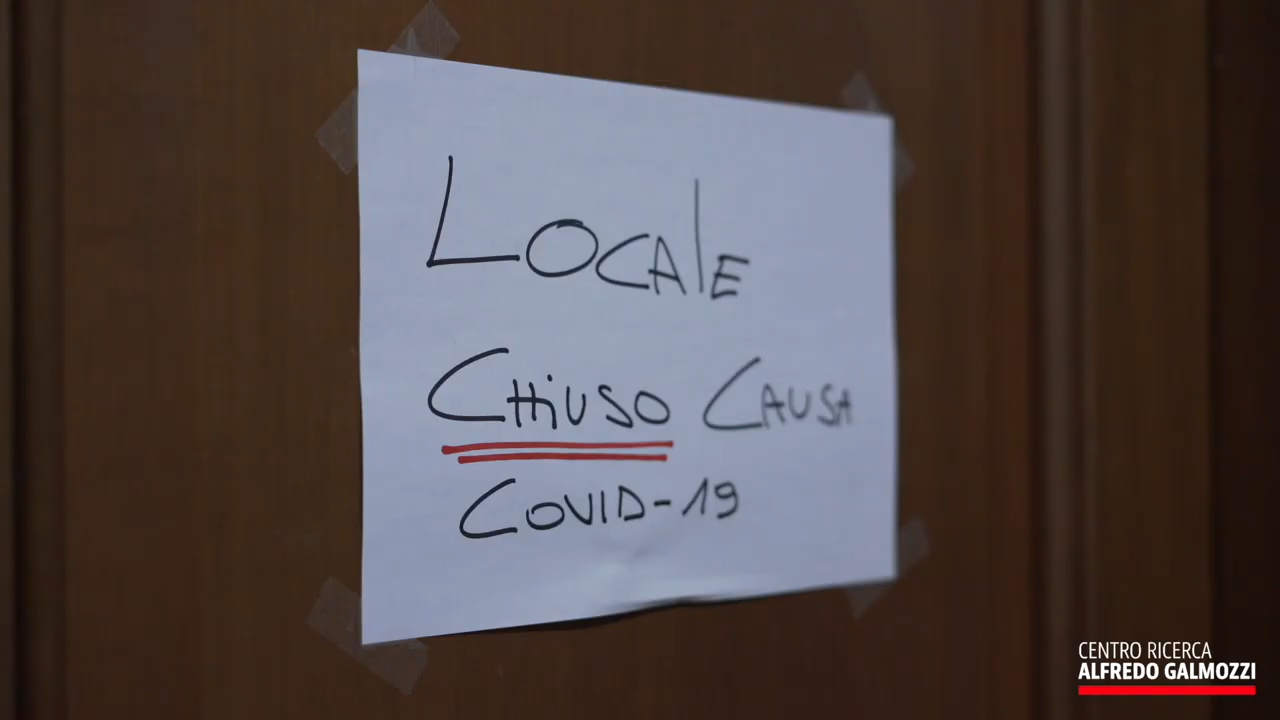 LOCAlE
CHiUSO CAUSA
COVID-19
CENTRO RICERCA
ALFREDO GALMOZZI